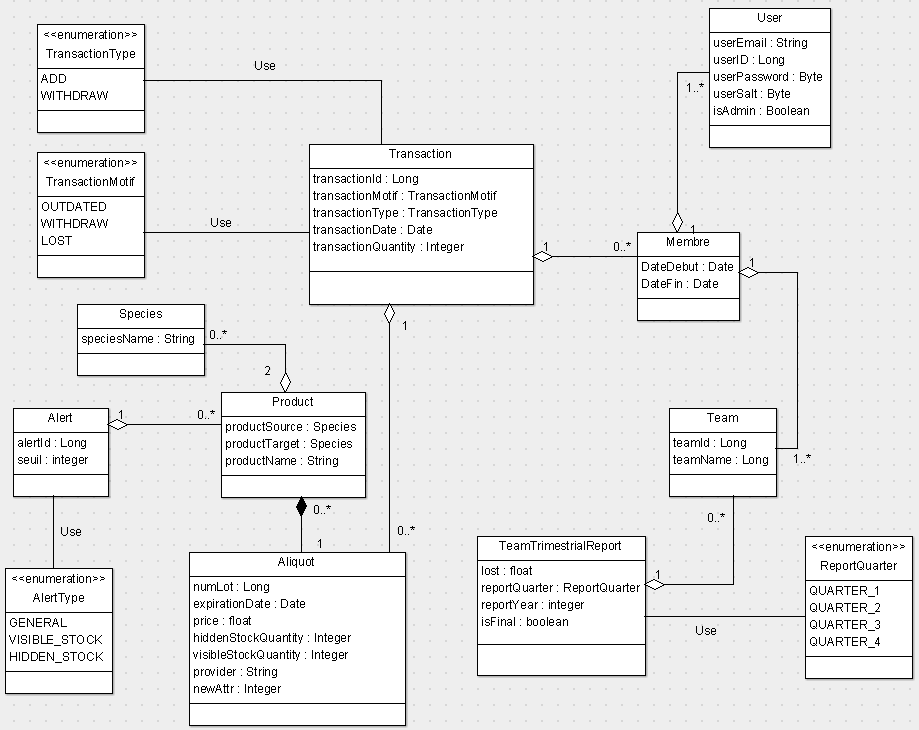 <<enumeration>>
TransactionType
ADD
WITHDRAW
Use
User
userEmail : String
userID : Long
userPassword : Byte
userSalt : Byte
isAdmin : Boolean
1..*
<<enumeration>>
TransactionMotif
OUTDATED
WITHDRAW
LOST
Use
Transaction
transactionId : Long
transactionMotif : TransactionMotif
transactionType : TransactionType
transactionDate : Date
transactionQuantity : Integer
1
0..*
1
Membre
DateDebut : Date
DateFin : Date
1
1
Species
speciesName : String
0..*
2
Product
productSource : Species
productTarget : Species
productName : String
Alert
alertId : Long
seuil : integer
1
0..*
Team
teamId : Long
teamName : Long
1..*
0..*
0..*
1
0..*
Use
<<enumeration>>
AlertType
GENERAL
VISIBLE_STOCK
HIDDEN_STOCK
Aliquot
numLot : Long
expirationDate : Date
price : float
hiddenStockQuantity : Integer
visibleStockQuantity : Integer
provider : String
newAttr : Integer
TeamTrimestrialReport
lost : float
reportQuarter : ReportQuarter
reportYear : integer
isFinal : boolean
1
Use
<<enumeration>>
ReportQuarter
QUARTER_1
QUARTER_2
QUARTER_3
QUARTER_4